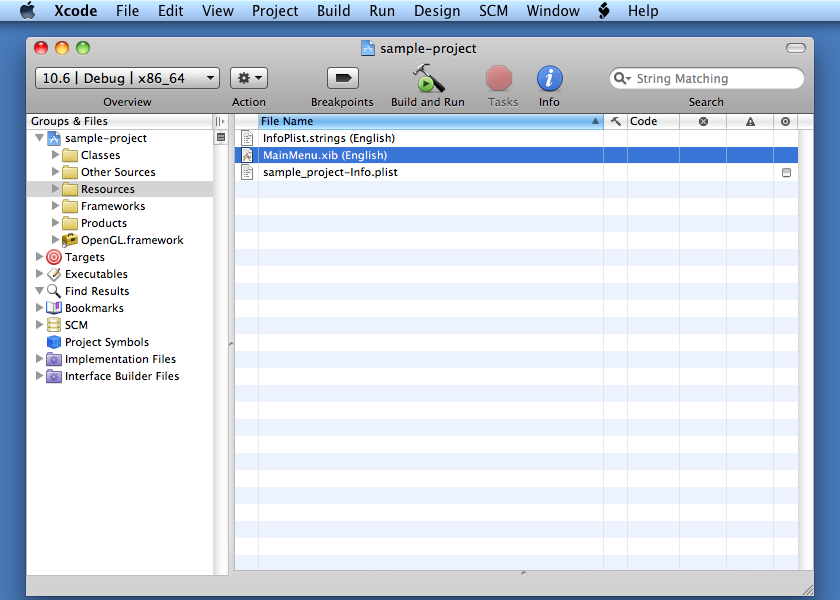 Xcode File Edit View Project Build Run Design SCM Window Help
sample-project
10.6 | Debug | x86_64
String Matching
Overview Action Breakpoints Build and Run Tasks Info Search
Groups & Files
sample-project
Classes
Other Sources
Resources
Frameworks
Products
OpenGL.framework
Targets
Executables
Find Results
Bookmarks
SCM
Project Symbols
Implementation Files
Interface Builder Files
File Name Code
InfoPlist.strings (English)
MainMenu.xib (English)
sample_project-Info.plist